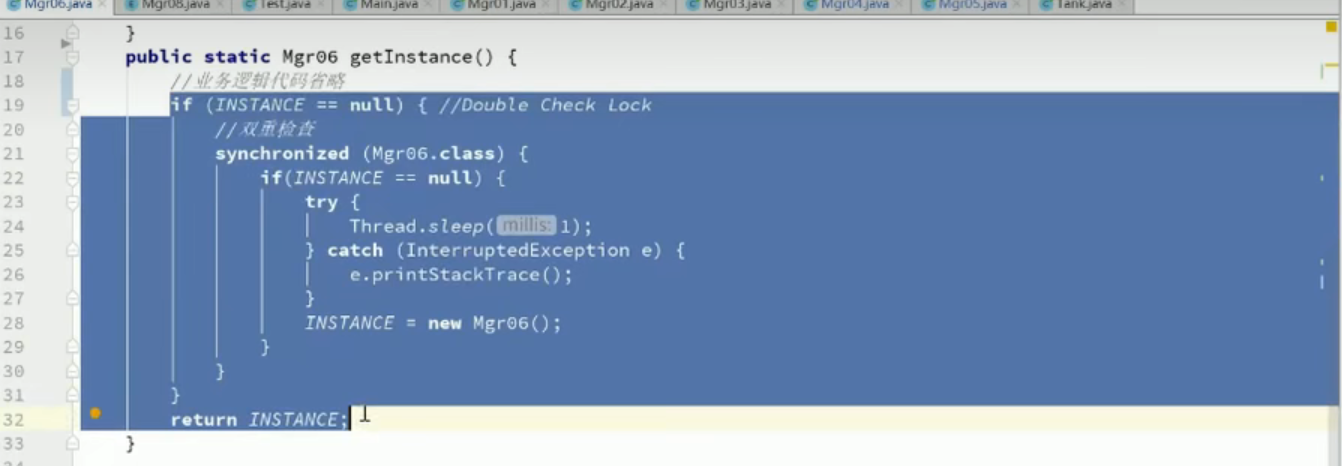 Mgr06.java Mgr08.java Test.java Main.java Mgr01.java Mgr02.java Mgr03.java Mgr04.java Mgr05.java Tank.java
16 }
17 public static Mgr06 getInstance() {
18 //业务逻辑代码省略
19 if (INSTANCE == null) { //Double Check Lock
20 //双重检查
21 synchronized (Mgr06.class) {
22 if(INSTANCE == null) {
23 try {
24 Thread.sleep( millis: 1);
25 } catch (InterruptedException e) {
26 e.printStackTrace();
27 }
28 INSTANCE = new Mgr06();
29 }
30 }
31 }
32 return INSTANCE;
33 }